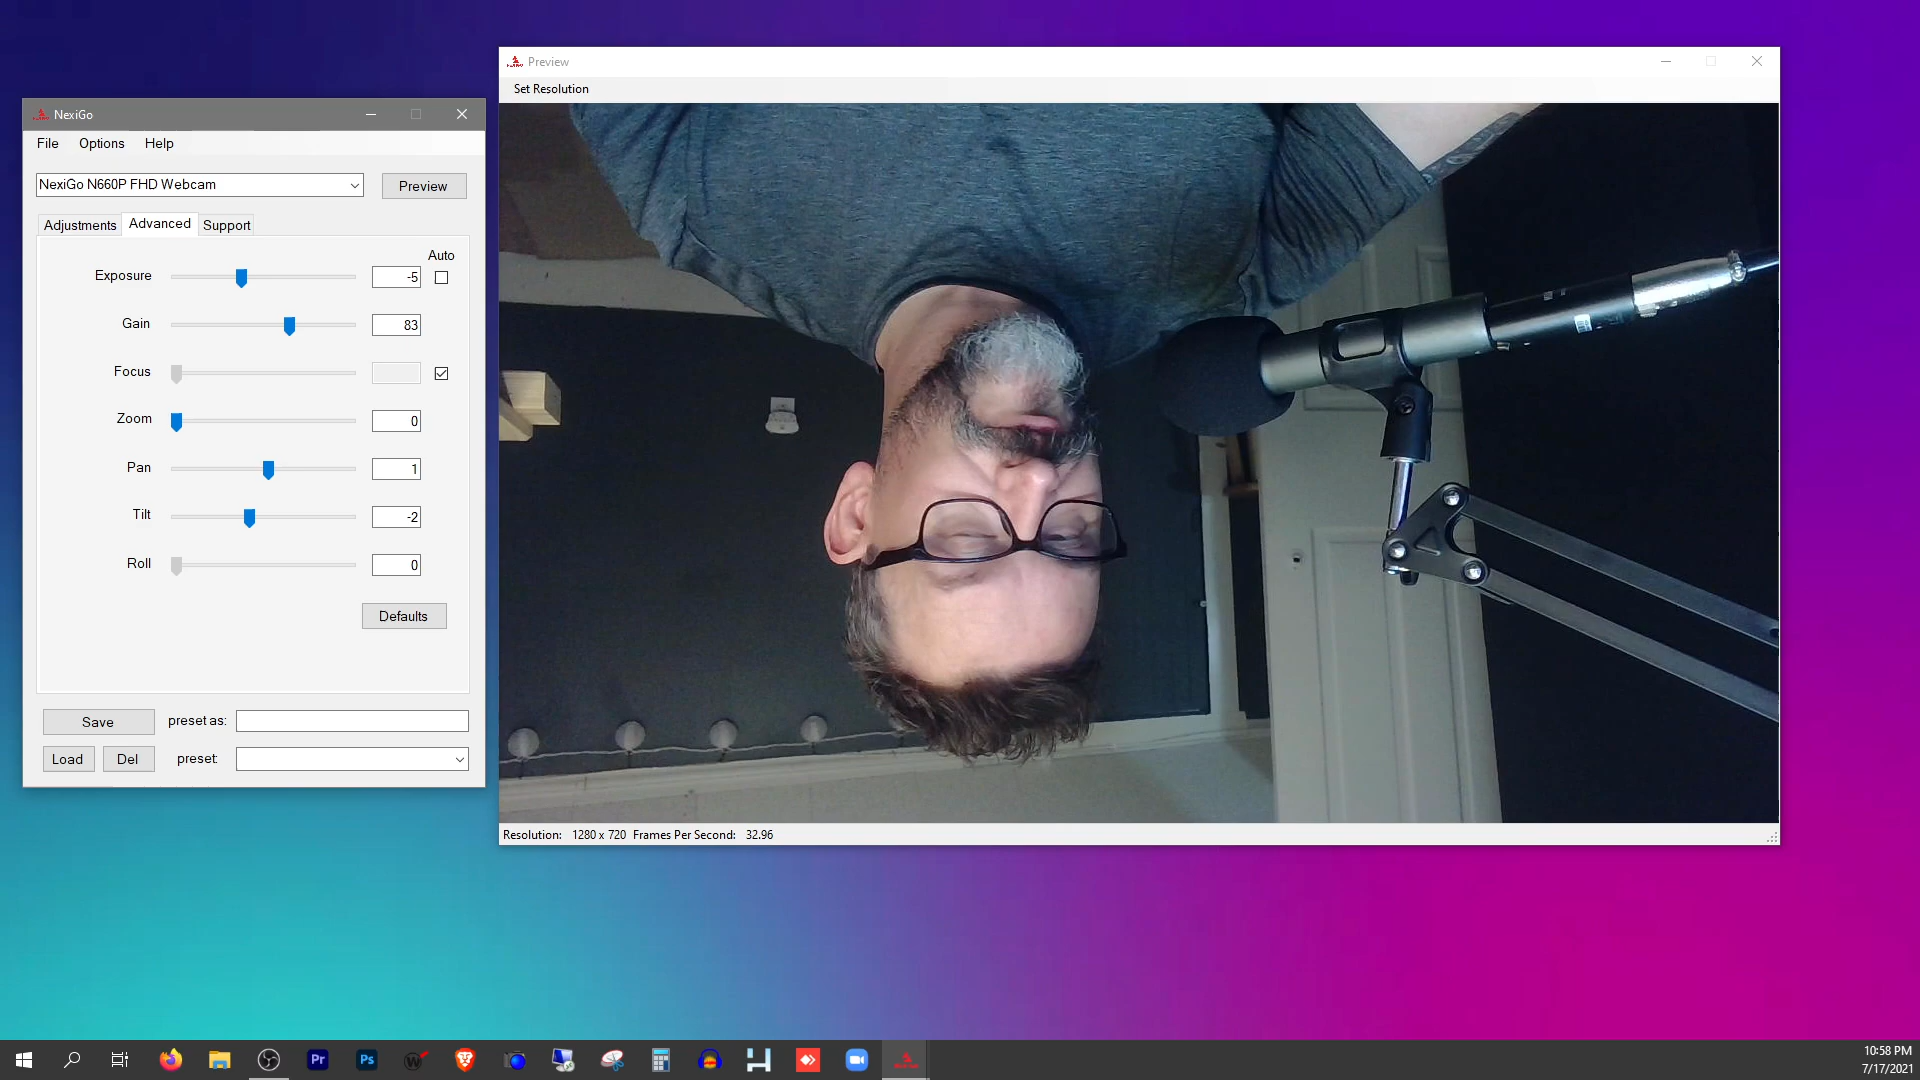 NexiGo
File Options Help
NexiGo N660P FHD Webcam
Preview
Adjustments Advanced Support
Auto
Exposure -5
Gain 83
Focus
Zoom 0
Pan 1
Tilt -2
Roll 0
Defaults
Save preset as:
Load Del preset:
Preview
Set Resolution
Resolution: 1280 x 720 Frames Per Second: 32.96
Pr
Ps
W
10:58 PM
7/17/2021